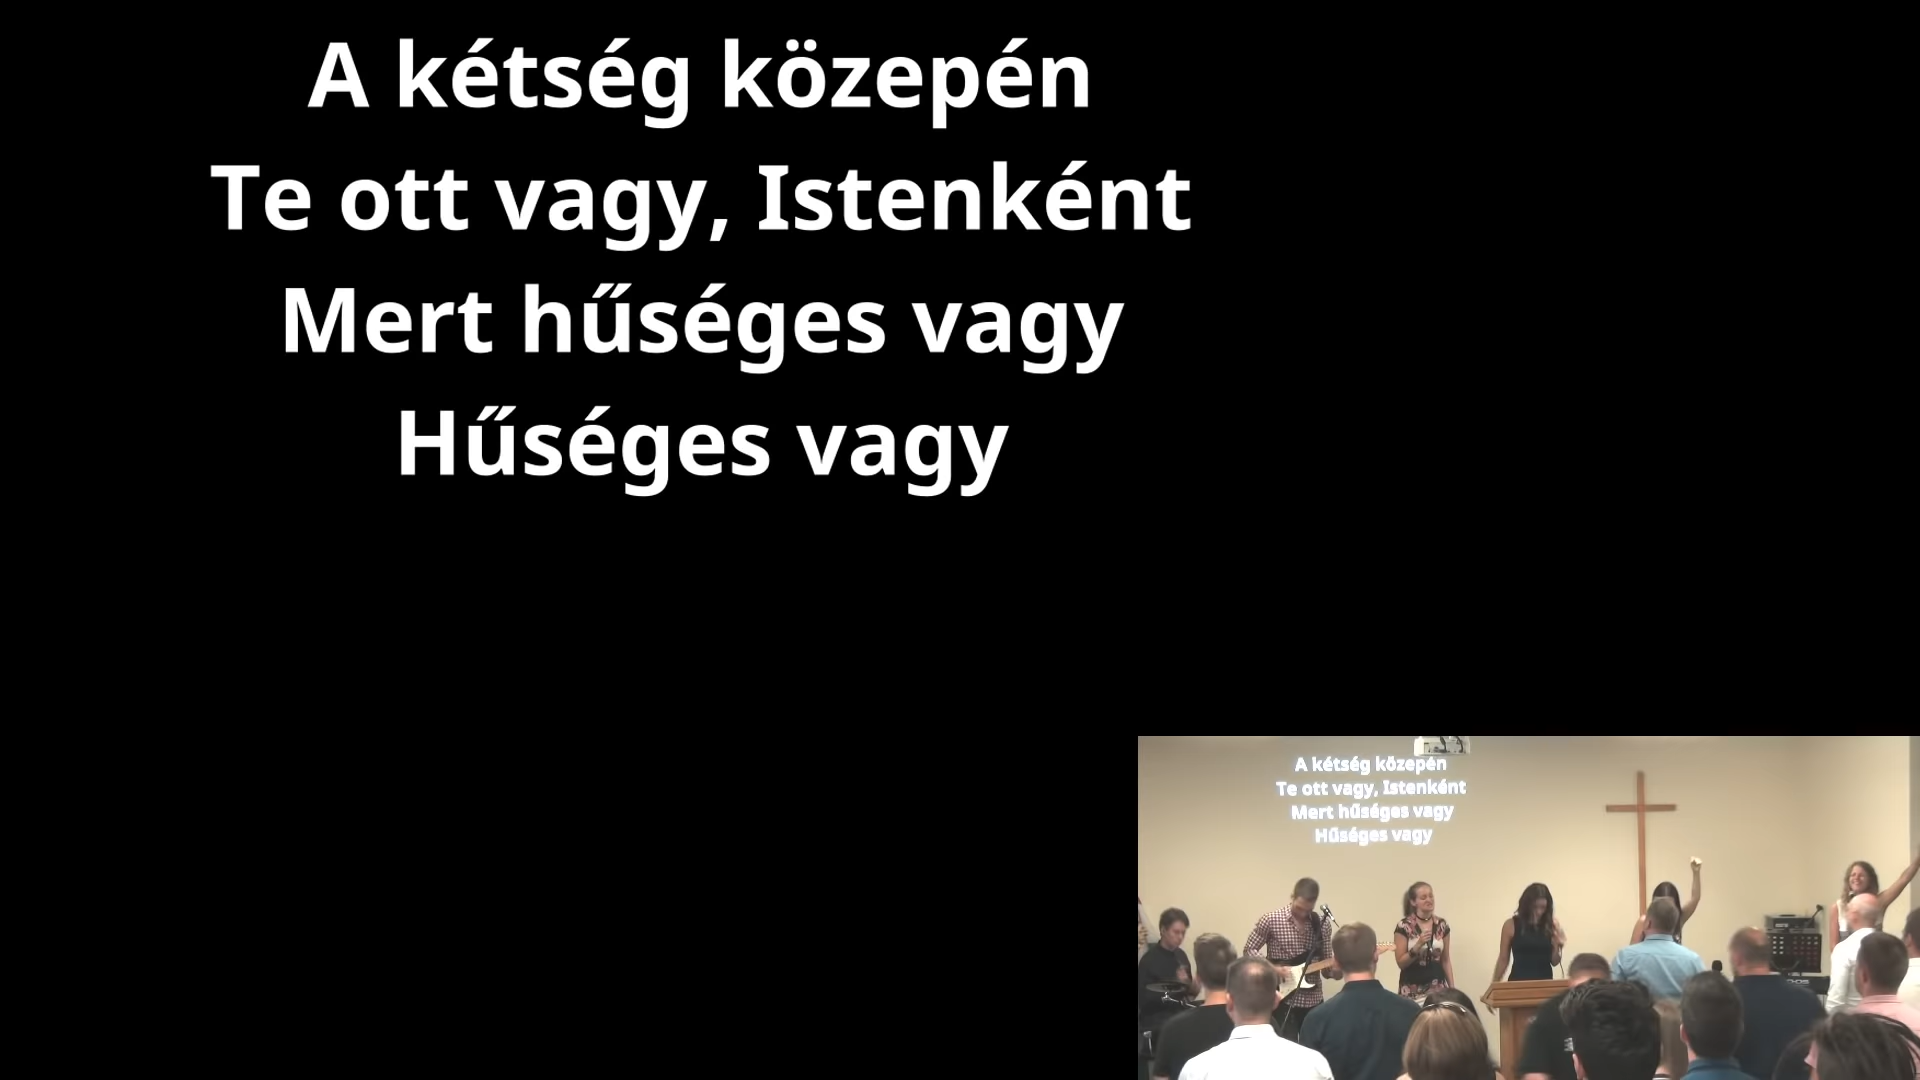 A kétség közepén
Te ott vagy, Istenként
Mert hűséges vagy
Hűséges vagy
A kétség közepén
Te ott vagy, Istenként
Mert hűséges vagy
Hűséges vagy